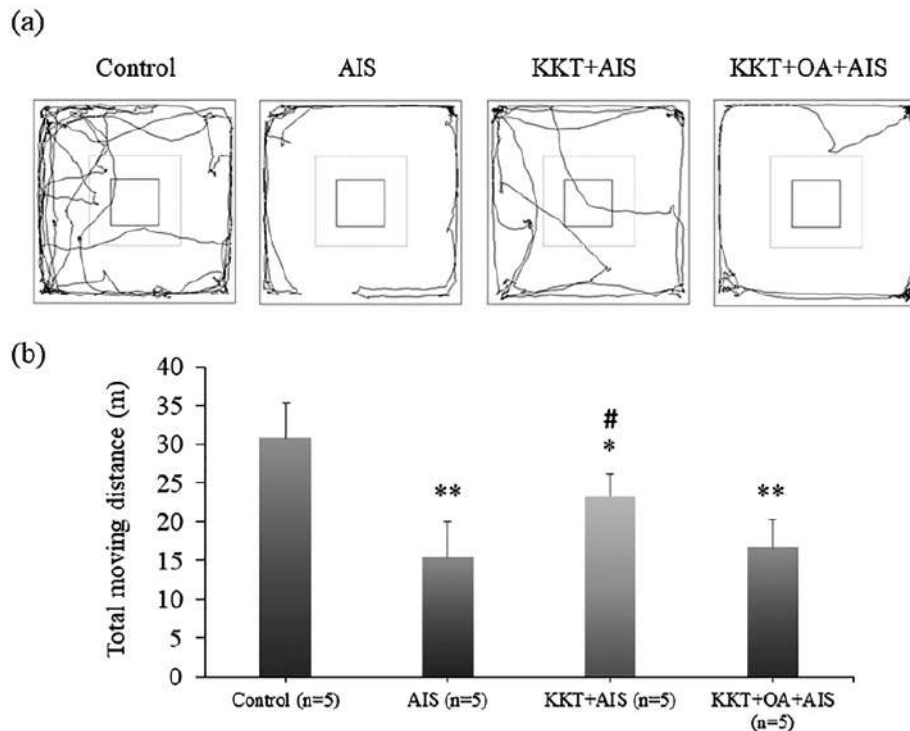 (a)
Control AIS KKT+AIS KKT+OA+AIS
(b)
Total moving distance (m)
40
35
30
25
20
15
10
5
0
**
#
*
**
Control (n=5) AIS (n=5) KKT+AIS (n=5) KKT+OA+AIS
(n=5)